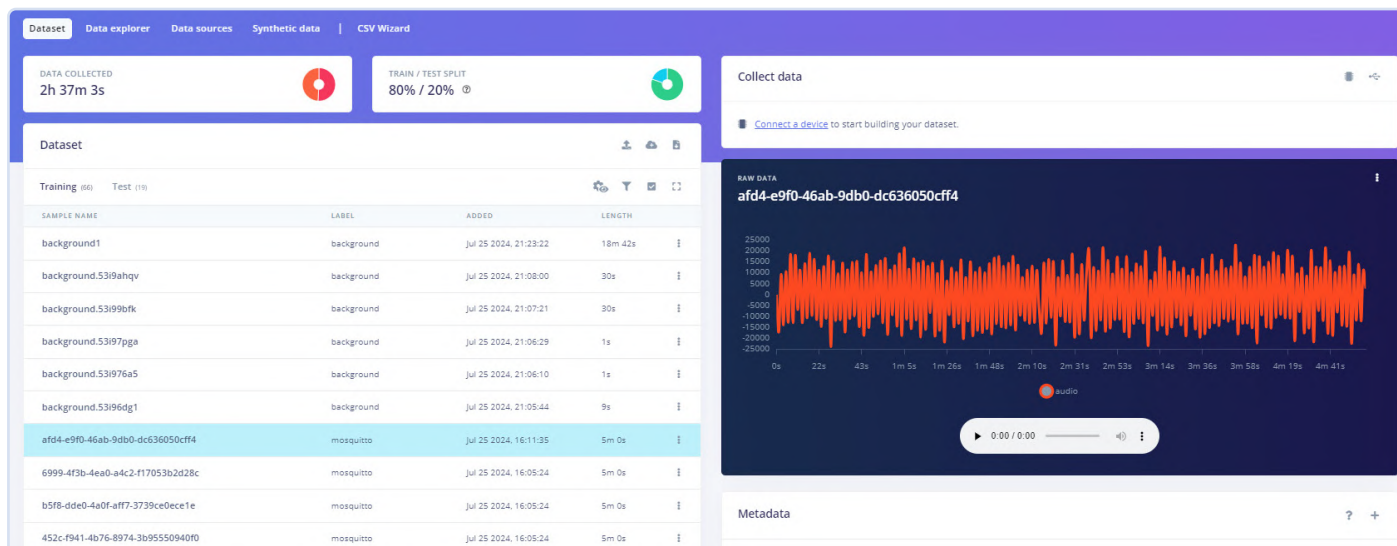 Dataset Data explorer Data sources Synthetic data | CSV Wizard
DATA COLLECTED
2h 37m 3s
TRAIN / TEST SPLIT
80% / 20%
Dataset
Training (66) Test (19)
SAMPLE NAME LABEL ADDED LENGTH
background1 background Jul 25 2024, 21:23:22 18m 42s
background.53i9ahqv background Jul 25 2024, 21:08:00 30s
background.53i99bfk background Jul 25 2024, 21:07:21 30s
background.53i97pga background Jul 25 2024, 21:06:29 1s
background.53i976a5 background Jul 25 2024, 21:06:10 1s
background.53i96dg1 background Jul 25 2024, 21:05:44 9s
afd4-e9f0-46ab-9db0-dc636050cff4 mosquitto Jul 25 2024, 16:11:35 5m 0s
6999-4f3b-4ea0-a4c2-f17053b2d28c mosquitto Jul 25 2024, 16:05:24 5m 0s
b5f8-dde0-4a0f-aff7-3739ce0ece1e mosquitto Jul 25 2024, 16:05:24 5m 0s
452c-f941-4b76-8974-3b95550940f0 mosquitto Jul 25 2024, 16:05:24 5m 0s
Collect data
Connect a device to start building your dataset.
RAW DATA
afd4-e9f0-46ab-9db0-dc636050cff4
25000
20000
15000
10000
5000
0
-5000
-10000
-15000
-20000
-25000
0s 22s 43s 1m 5s 1m 26s 1m 48s 2m 10s 2m 31s 2m 53s 3m 14s 3m 36s 3m 58s 4m 19s 4m 41s
audio
0:00 / 0:00
Metadata
? +